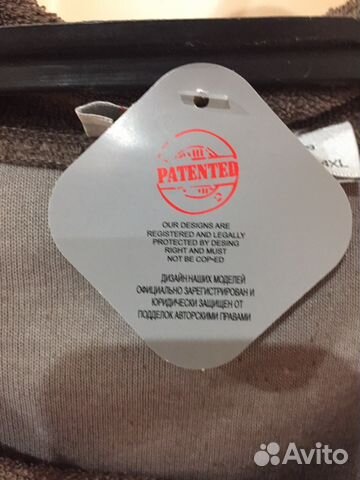 PATENTED
OUR DESIGNS ARE
REGISTERED AND LEGALLY
PROTECTED BY DESING
RIGHT AND MUST
NOT BE COP-ED
ДИЗАЙН НАШИХ МОДЕЛЕЙ
ОФИЦИАЛЬНО ЗАРЕГИСТРИРОВАН И
ЮРИДИЧЕСКИ ЗАЩИЩЕН ОТ
ПОДДЕЛОК АВТОРСКИМИ ПРАВАМИ
4XL
Avito